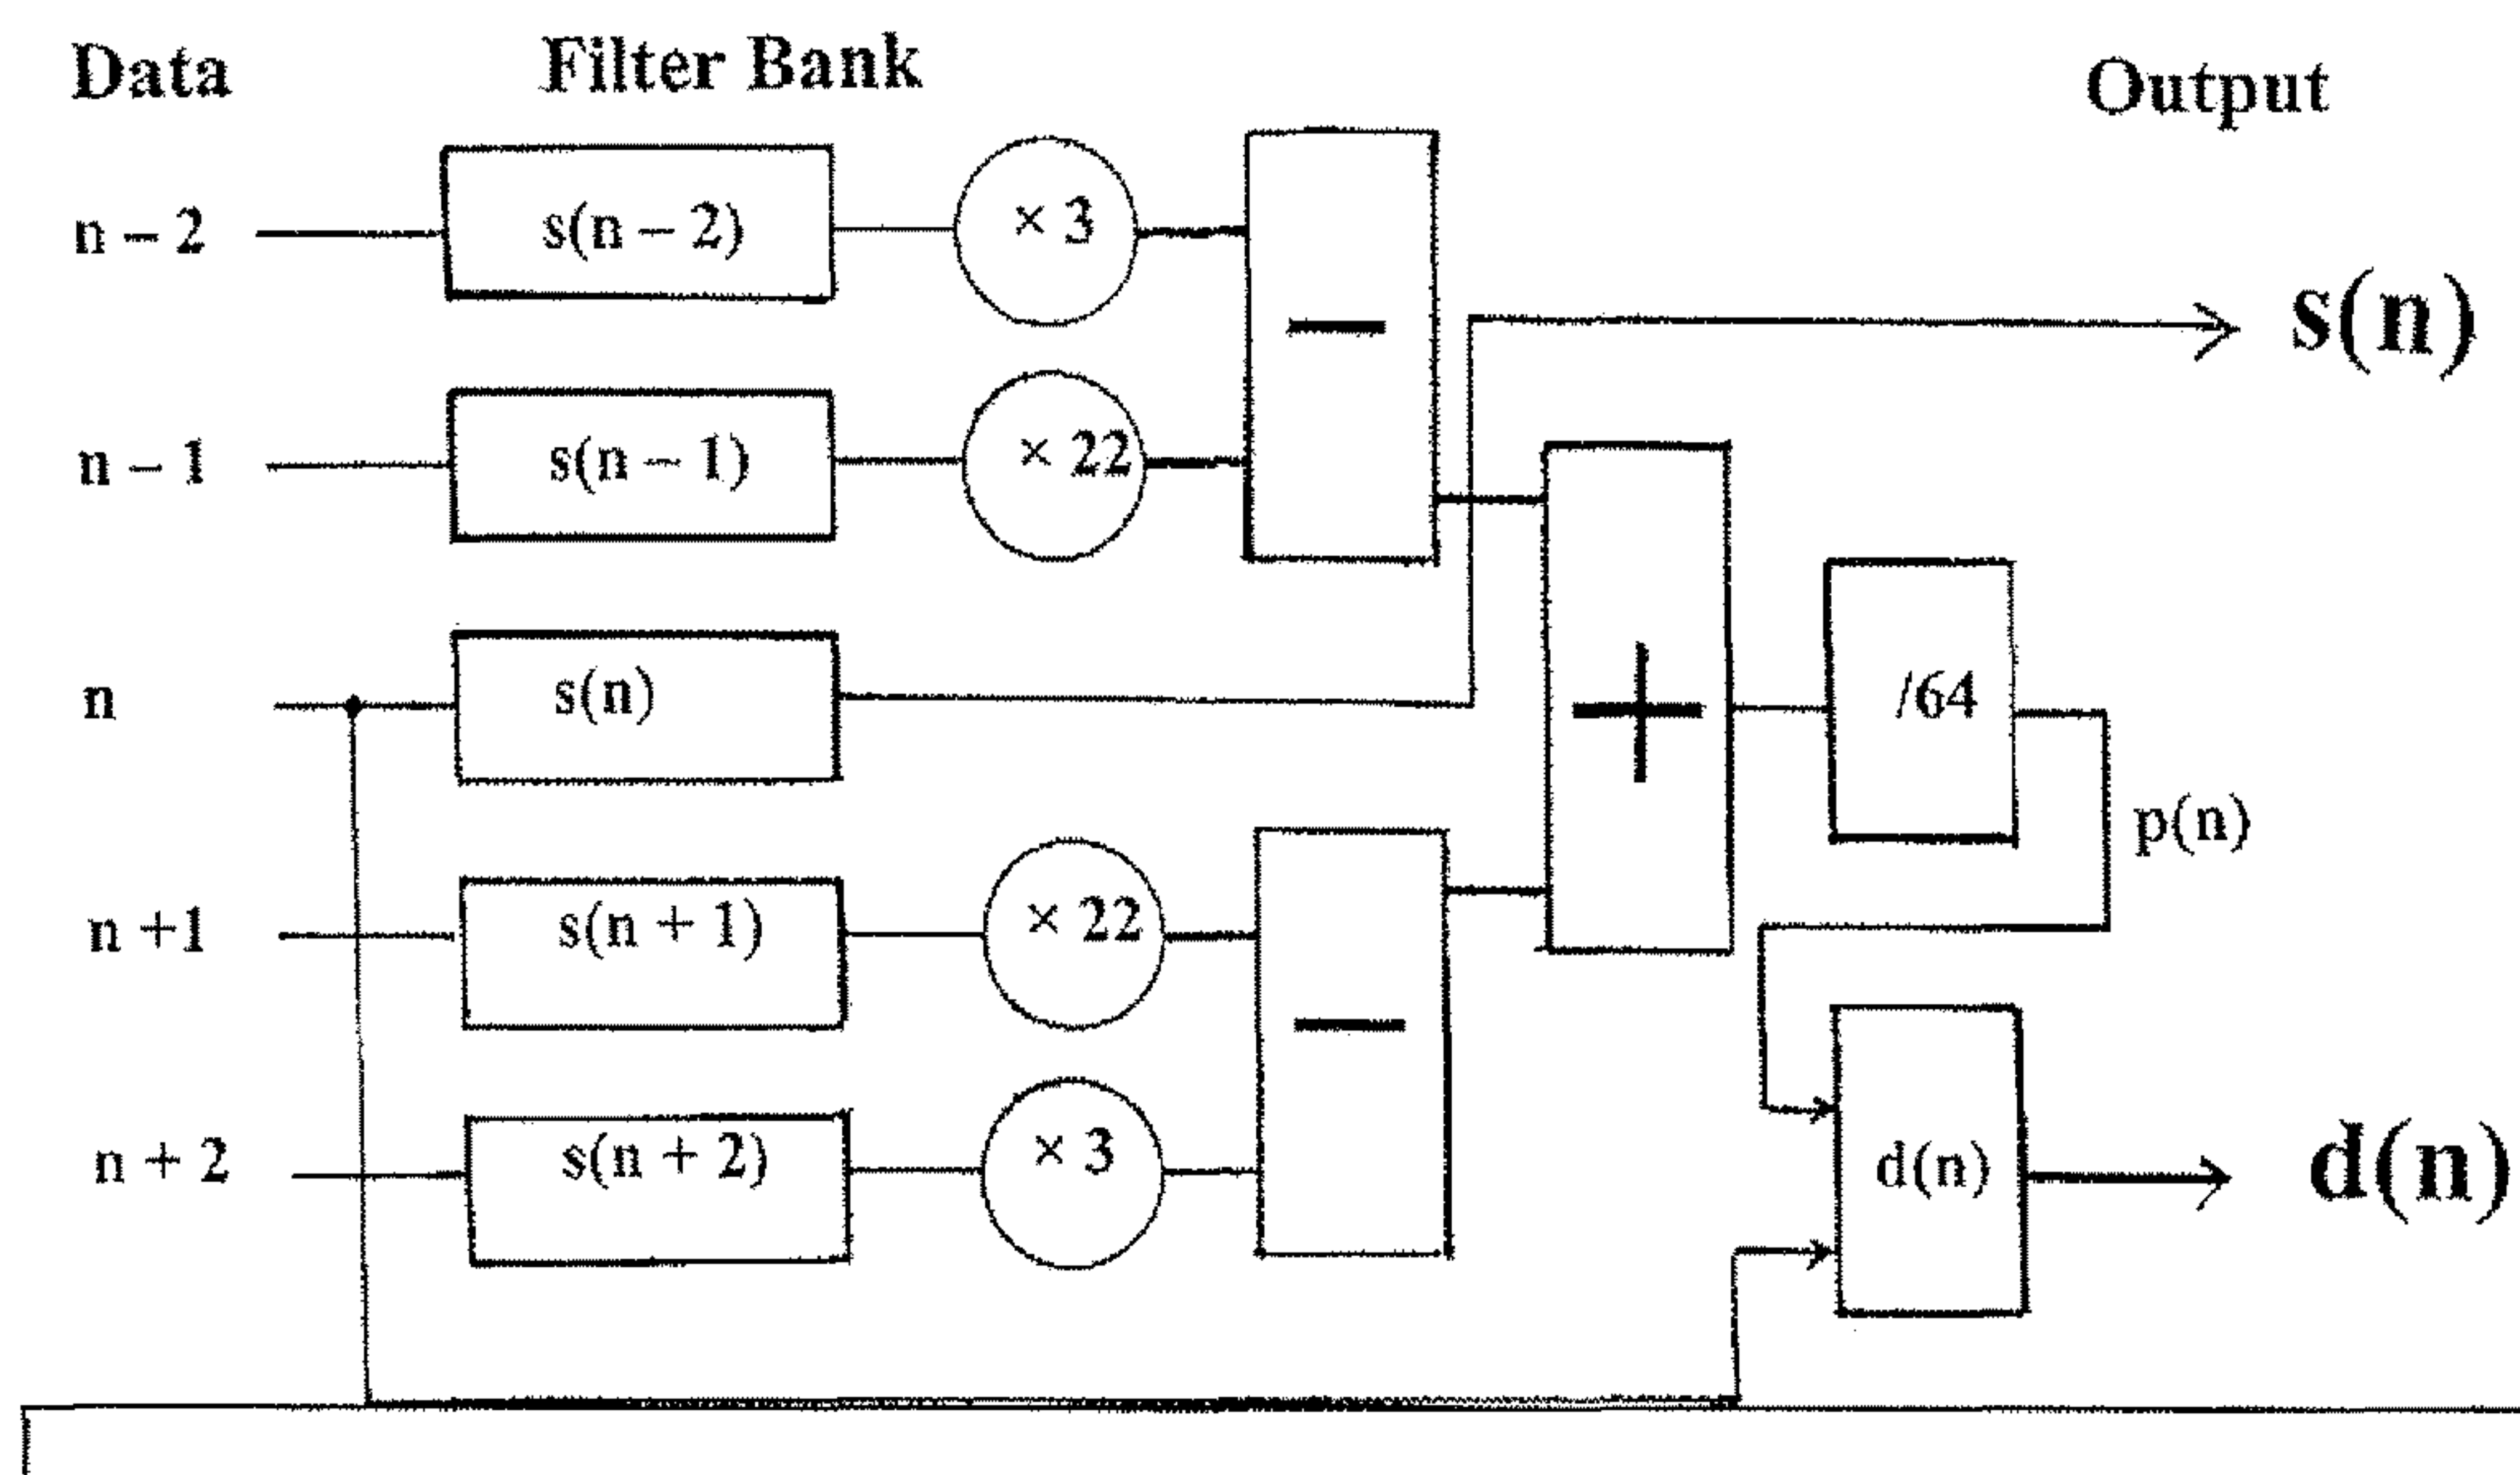 Data Filter Bank Output
n – 2 s(n – 2) × 3
s(n)
n – 1 s(n – 1) × 22
n s(n) /64
p(n)
n +1 s(n + 1) × 22
n + 2 s(n + 2) × 3 d(n) d(n)